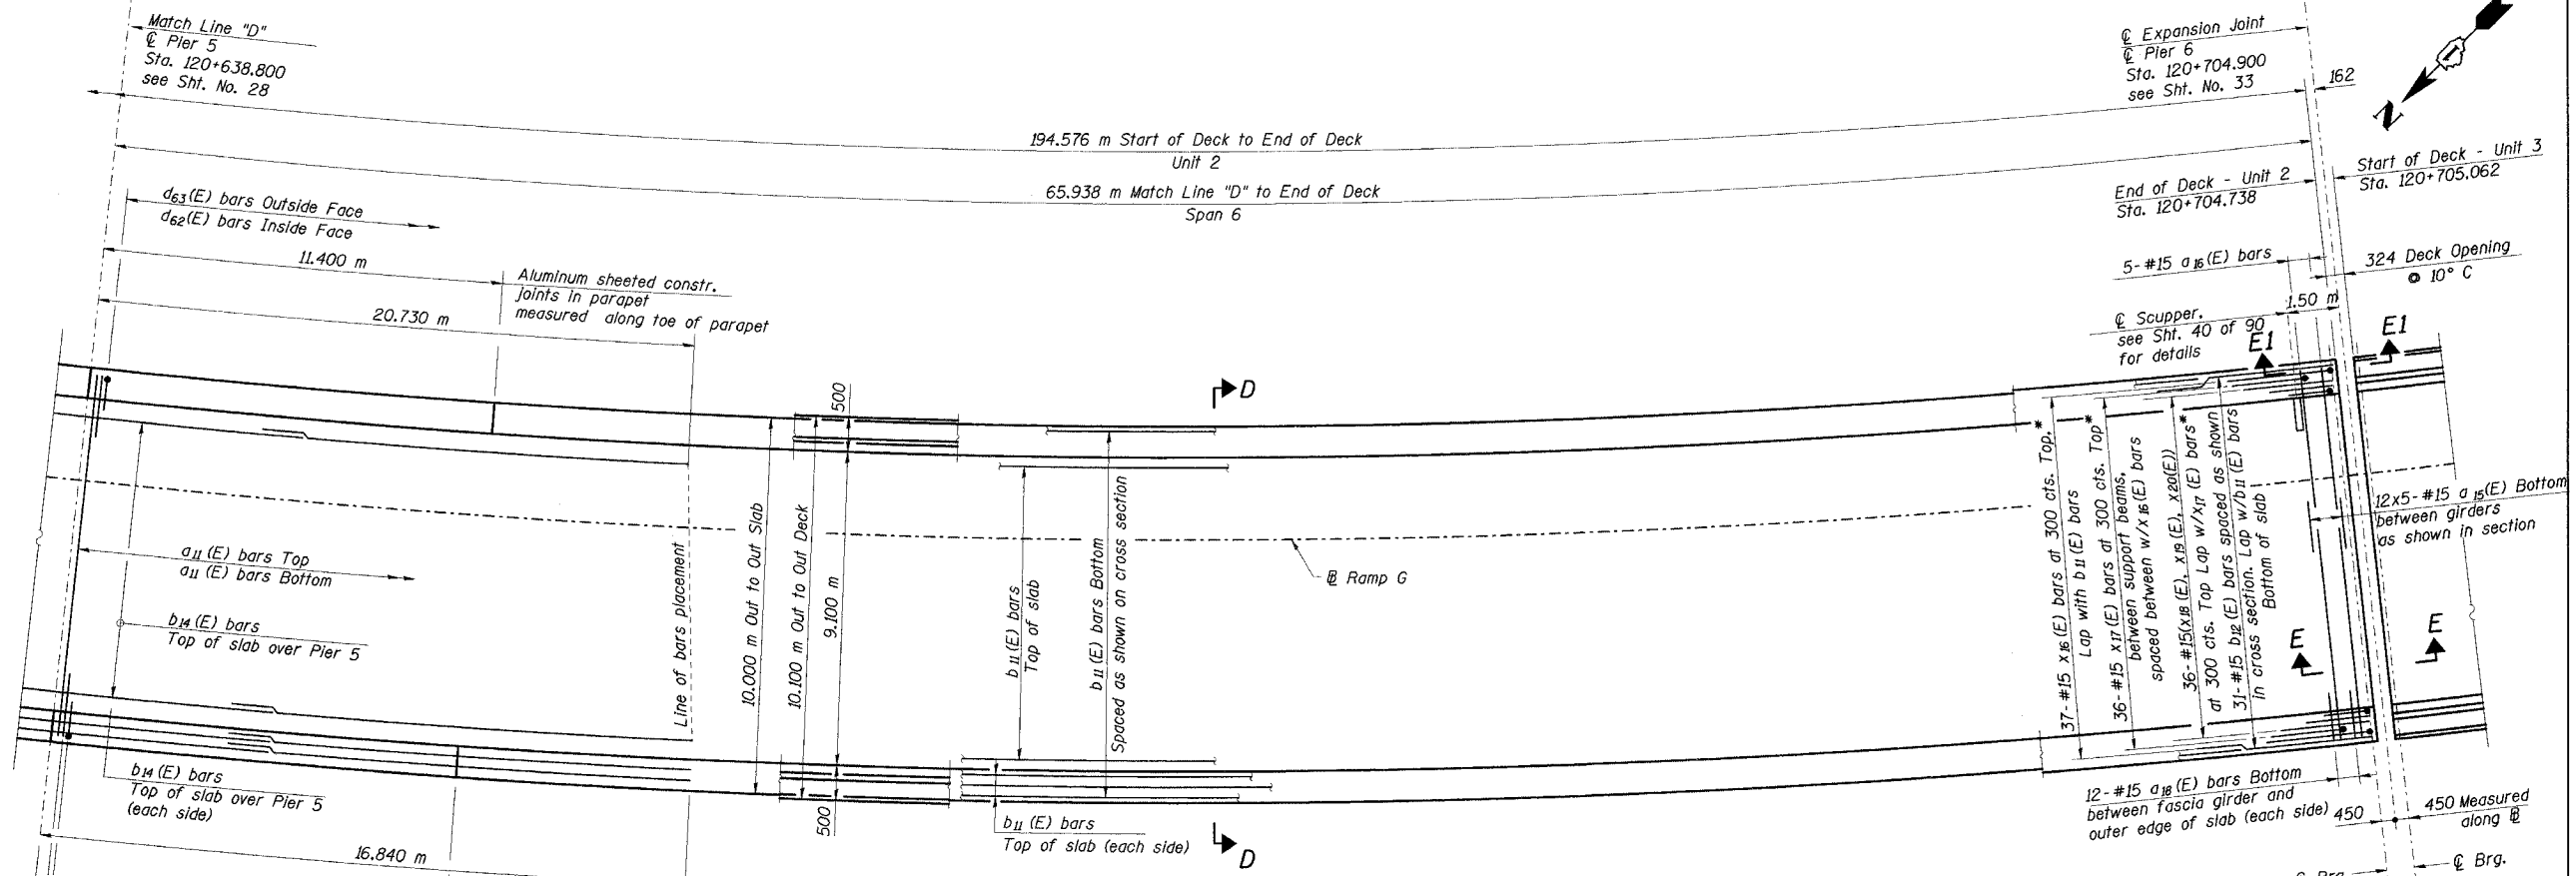 Match Line "D"
℄ Pier 5
Sta. 120+638.800
see Sht. No. 28
℄ Expansion Joint
℄ Pier 6
Sta. 120+704.900
see Sht. No. 33
162
N
194.576 m Start of Deck to End of Deck
Unit 2
65.938 m Match Line "D" to End of Deck
Span 6
End of Deck - Unit 2
Sta. 120+704.738
Start of Deck - Unit 3
Sta. 120+705.062
d63(E) bars Outside Face
d62(E) bars Inside Face
11.400 m
Aluminum sheeted constr.
joints in parapet
measured along toe of parapet
20.730 m
5-#15 a16(E) bars
324 Deck Opening
@ 10° C
1.50 m
℄ Scupper.
see Sht. 40 of 90
for details
E1
E1
D
500
10.000 m Out to Out Slab
10.100 m Out to Out Deck
9.100 m
500
Line of bars placement
a11(E) bars Top
a11(E) bars Bottom
b14(E) bars
Top of slab over Pier 5
b11(E) bars
Top of slab
b11(E) bars Bottom
Spaced as shown on cross section
Ramp G
37-#15 x16(E) bars at 300 cts. Top.*
Lap with b11(E) bars
36-#15 x17(E) bars at 300 cts. Top*
between support beams,
spaced between w/x16(E) bars
36-#15(x18(E), x19(E), x20(E))
at 300 cts. Top Lap w/x17(E) bars*
31-#15 b12(E) bars spaced as shown
in cross section. Lap w/b11(E) bars
Bottom of slab
12x5-#15 a15(E) Bottom
between girders
as shown in section
E
E
b14(E) bars
Top of slab over Pier 5
(each side)
16.840 m
b11(E) bars
Top of slab (each side)
D
12-#15 a18(E) bars Bottom
between fascia girder and
outer edge of slab (each side)
450
450 Measured
along
℄ Brg.
℄ Brg.